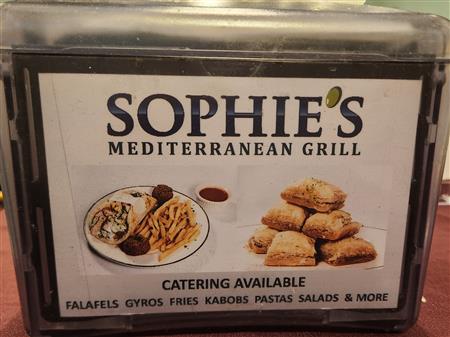 SOPHIE'S
MEDITERRANEAN GRILL
CATERING AVAILABLE
FALAFELS GYROS FRIES KABOBS PASTAS SALADS & MORE